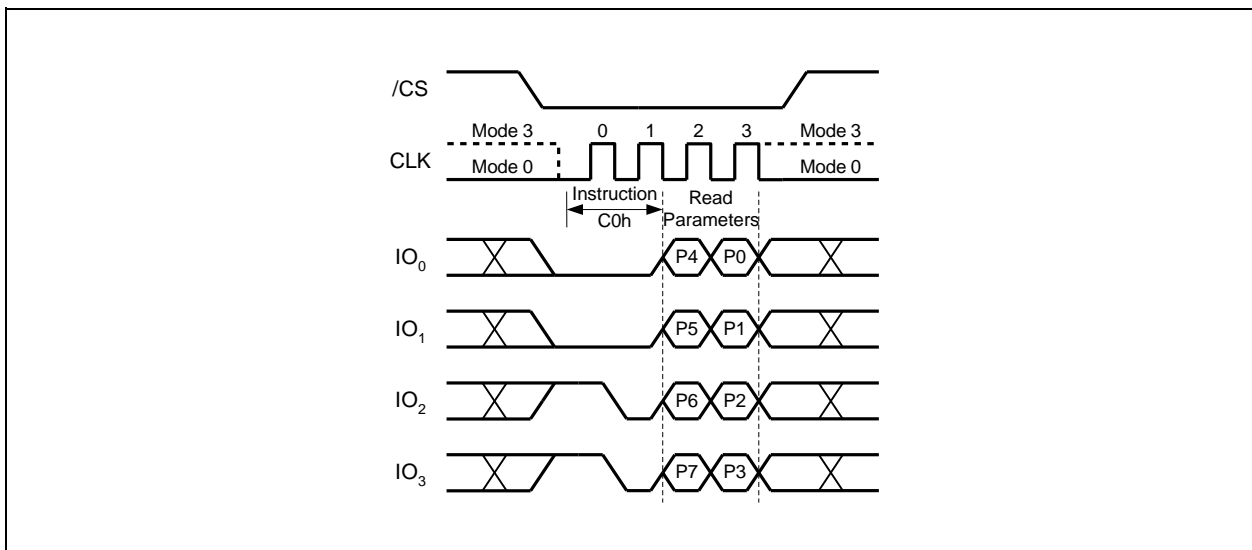 /CS
Mode 3 0 1 2 3 Mode 3
CLK Mode 0 Mode 0
Instruction Read
C0h Parameters
IO0 P4 P0
IO1 P5 P1
IO2 P6 P2
IO3 P7 P3